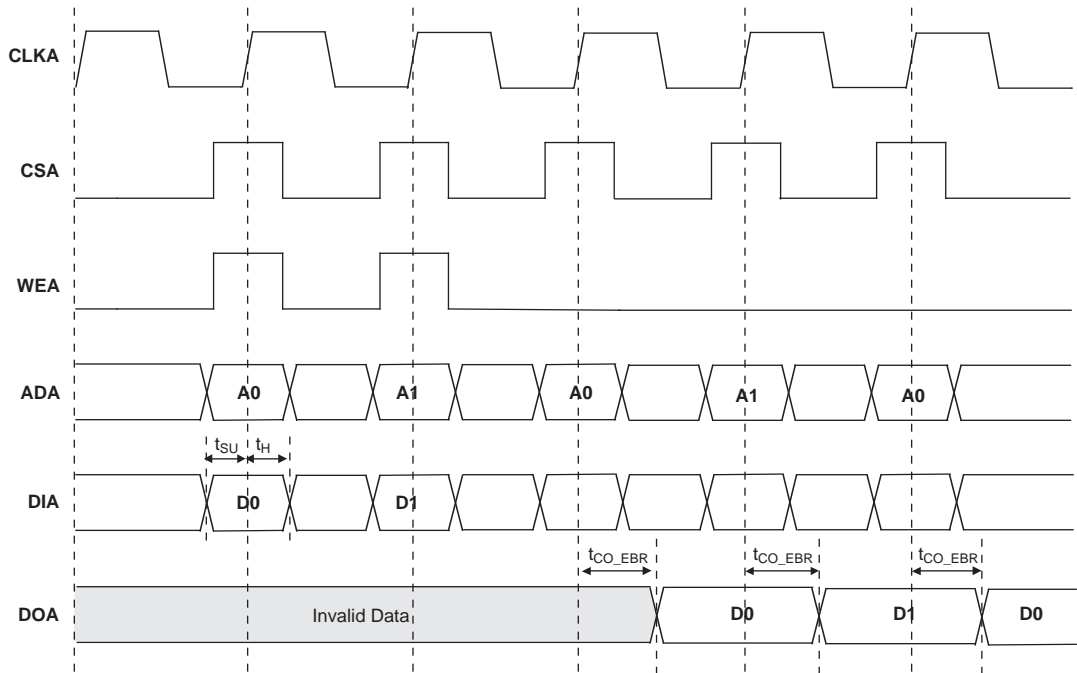 CLKA
CSA
WEA
ADA A0 A1 A0 A1 A0
tSU tH
DIA D0 D1
tCO_EBR tCO_EBR tCO_EBR
DOA Invalid Data D0 D1 D0